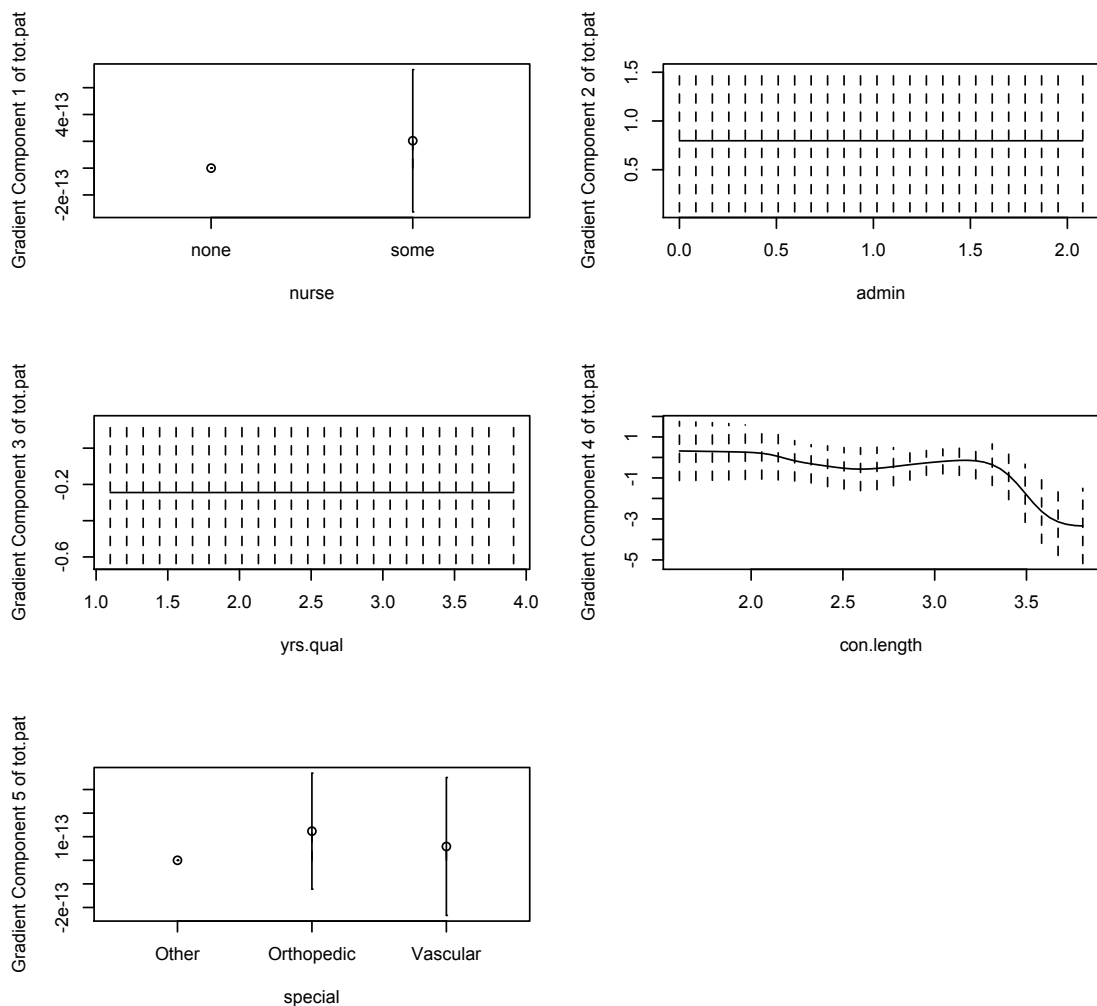 Gradient Component 1 of tot.pat
4e-13
-2e-13
none some
nurse
Gradient Component 2 of tot.pat
1.5
1.0
0.5
0.0 0.5 1.0 1.5 2.0
admin
Gradient Component 3 of tot.pat
-0.2
-0.6
1.0 1.5 2.0 2.5 3.0 3.5 4.0
yrs.qual
Gradient Component 4 of tot.pat
1
-1
-3
-5
2.0 2.5 3.0 3.5
con.length
Gradient Component 5 of tot.pat
1e-13
-2e-13
Other Orthopedic Vascular
special